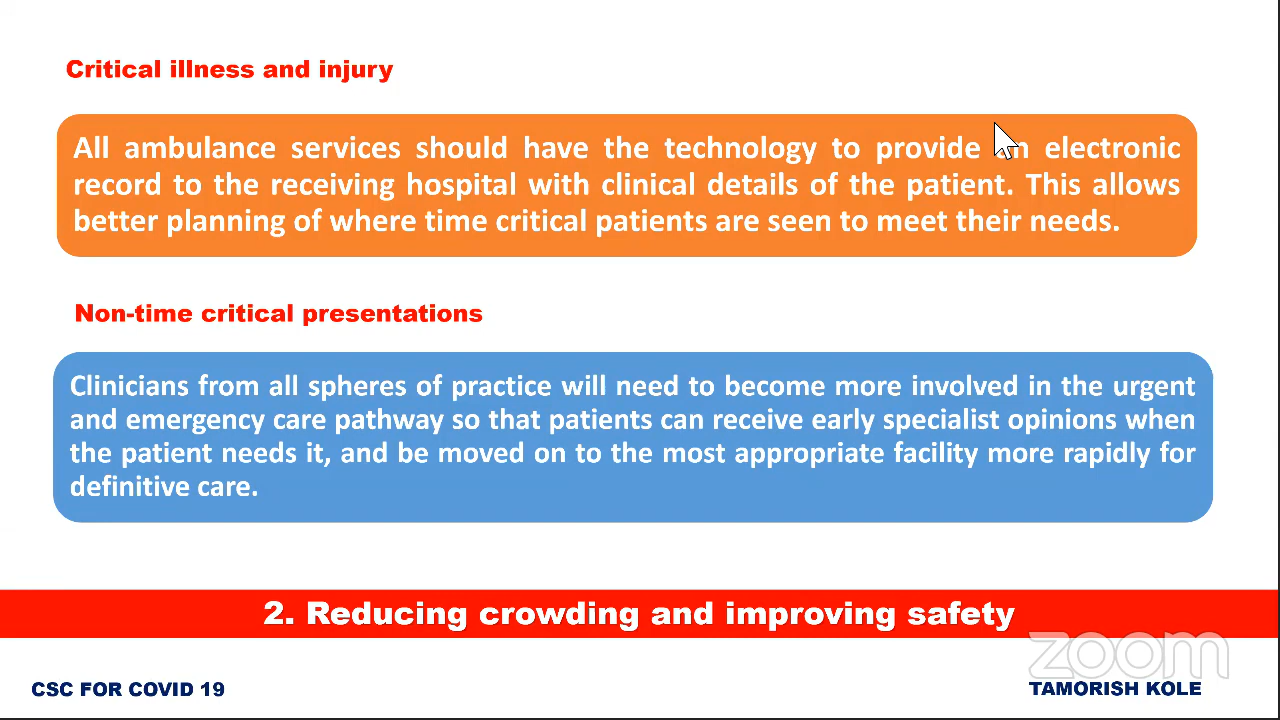 Critical illness and injury
All ambulance services should have the technology to provide an electronic
record to the receiving hospital with clinical details of the patient. This allows
better planning of where time critical patients are seen to meet their needs.
Non-time critical presentations
Clinicians from all spheres of practice will need to become more involved in the urgent
and emergency care pathway so that patients can receive early specialist opinions when
the patient needs it, and be moved on to the most appropriate facility more rapidly for
definitive care.
2. Reducing crowding and improving safety
zoom
CSC FOR COVID 19
TAMORISH KOLE